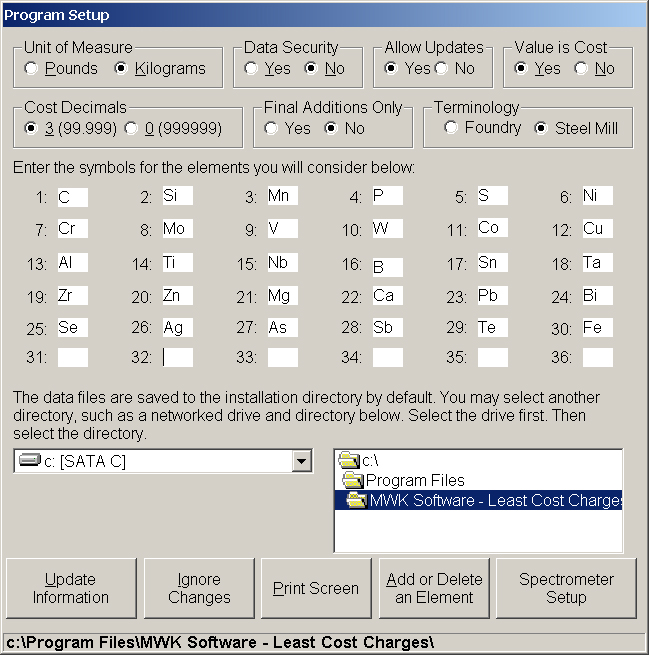 Program Setup
Unit of Measure Data Security Allow Updates Value is Cost
Pounds Kilograms Yes No Yes No Yes No
Cost Decimals Final Additions Only Terminology
3 (99.999) 0 (999999) Yes No Foundry Steel Mill
Enter the symbols for the elements you will consider below:
1: C 2: Si 3: Mn 4: P 5: S 6: Ni
7: Cr 8: Mo 9: V 10: W 11: Co 12: Cu
13: Al 14: Ti 15: Nb 16: B 17: Sn 18: Ta
19: Zr 20: Zn 21: Mg 22: Ca 23: Pb 24: Bi
25: Se 26: Ag 27: As 28: Sb 29: Te 30: Fe
31: 32: 33: 34: 35: 36:
The data files are saved to the installation directory by default. You may select another
directory, such as a networked drive and directory below. Select the drive first. Then
select the directory.
c: [SATA C]
c:\
Program Files
MWK Software - Least Cost Charges
Update Information
Ignore Changes
Print Screen
Add or Delete an Element
Spectrometer Setup
c:\Program Files\MWK Software - Least Cost Charges\